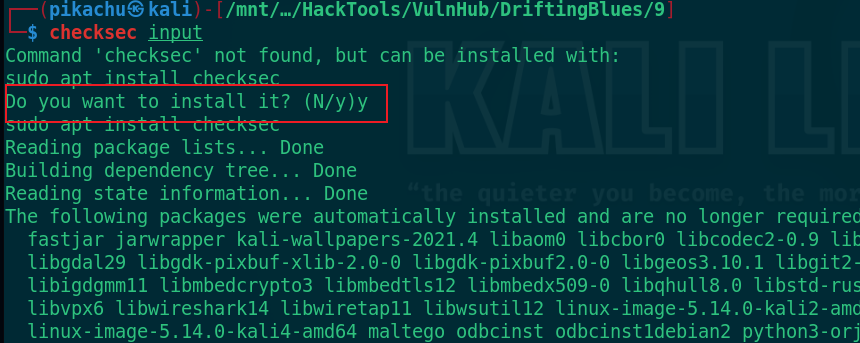 ┌──(pikachu㉿kali)-[/mnt/…/HackTools/VulnHub/DriftingBlues/9]
└─$ checksec input
Command 'checksec' not found, but can be installed with:
sudo apt install checksec
Do you want to install it? (N/y)y
sudo apt install checksec
Reading package lists... Done
Building dependency tree... Done
Reading state information... Done
The following packages were automatically installed and are no longer required
fastjar jarwrapper kali-wallpapers-2021.4 libaom0 libcbor0 libcodec2-0.9 lib
libgdal29 libgdk-pixbuf-xlib-2.0-0 libgdk-pixbuf2.0-0 libgeos3.10.1 libgit2-
libigdgmm11 libmbedcrypto3 libmbedtls12 libmbedx509-0 libqhull8.0 libstd-rus
libvpx6 libwireshark14 libwiretap11 libwsutil12 linux-image-5.14.0-kali2-amd
linux-image-5.14.0-kali4-amd64 maltego odbcinst odbcinst1debian2 python3-orj
KALI L
"the quieter you become, the mor